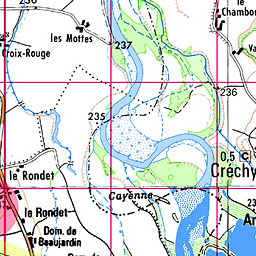 236
le
Chambon
les Mottes
237
Croix-Rouge
236
235
0,5
le Rondet
Créchy
Cayenne
le Rondet
Dom. de
Beaujardin